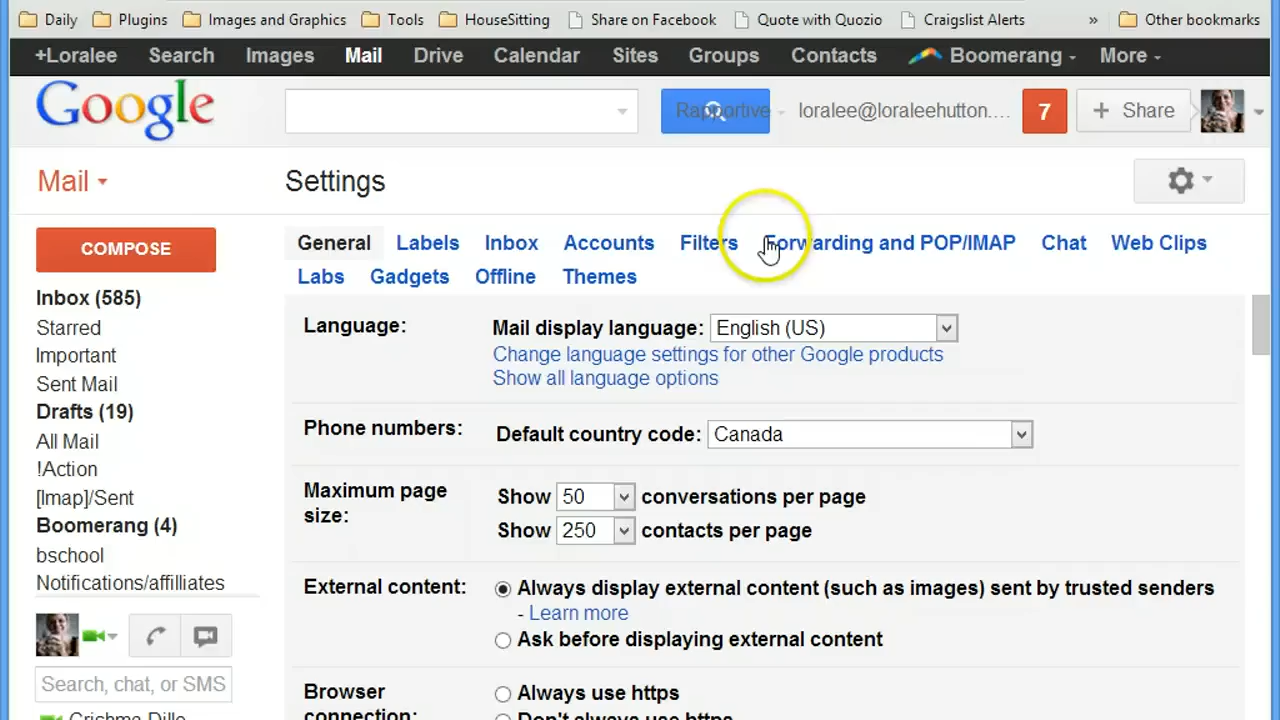 Daily Plugins Images and Graphics Tools HouseSitting Share on Facebook Quote with Quozio Craigslist Alerts » Other bookmarks
+Loralee Search Images Mail Drive Calendar Sites Groups Contacts Boomerang More
Google Rapportive loralee@loraleehutton.... 7 + Share
Mail Settings
COMPOSE
General Labels Inbox Accounts Filters Forwarding and POP/IMAP Chat Web Clips
Labs Gadgets Offline Themes
Inbox (585)
Starred
Important
Sent Mail
Drafts (19)
All Mail
!Action
[Imap]/Sent
Boomerang (4)
bschool
Notifications/affiliates
Search, chat, or SMS
Language: Mail display language: English (US)
Change language settings for other Google products
Show all language options
Phone numbers: Default country code: Canada
Maximum page size: Show 50 conversations per page
Show 250 contacts per page
External content: Always display external content (such as images) sent by trusted senders
- Learn more
Ask before displaying external content
Browser connection: Always use https
Don't always use https